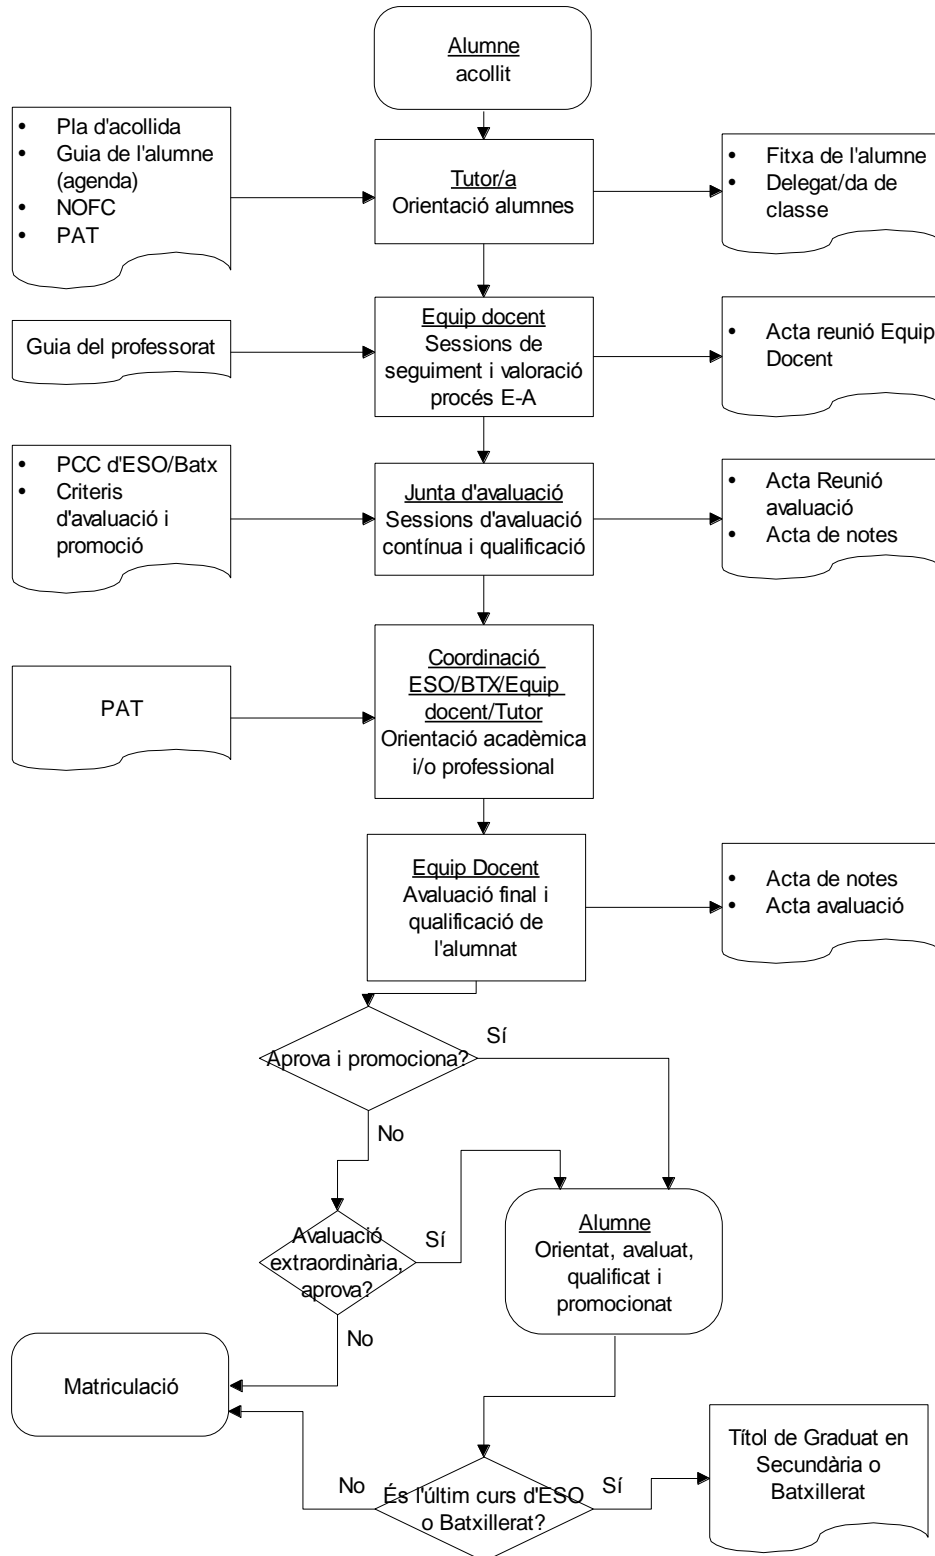 Alumne
acollit
• Pla d'acollida
• Guia de l'alumne
(agenda)
• NOFC
• PAT
Tutor/a
Orientació alumnes
• Fitxa de l'alumne
• Delegat/da de
classe
Guia del professorat
Equip docent
Sessions de
seguiment i valoració
procés E-A
• Acta reunió Equip
Docent
• PCC d'ESO/Batx
• Criteris
d'avaluació i
promoció
Junta d'avaluació
Sessions d'avaluació
contínua i qualificació
• Acta Reunió
avaluació
• Acta de notes
PAT
Coordinació
ESO/BTX/Equip
docent/Tutor
Orientació acadèmica
i/o professional
Equip Docent
Avaluació final i
qualificació de
l'alumnat
• Acta de notes
• Acta avaluació
Aprova i promociona?
Sí
No
Avaluació
extraordinària,
aprova?
Sí
No
Alumne
Orientat, avaluat,
qualificat i
promocionat
Matriculació
És l'últim curs d'ESO
o Batxillerat?
No
Sí
Títol de Graduat en
Secundària o
Batxillerat